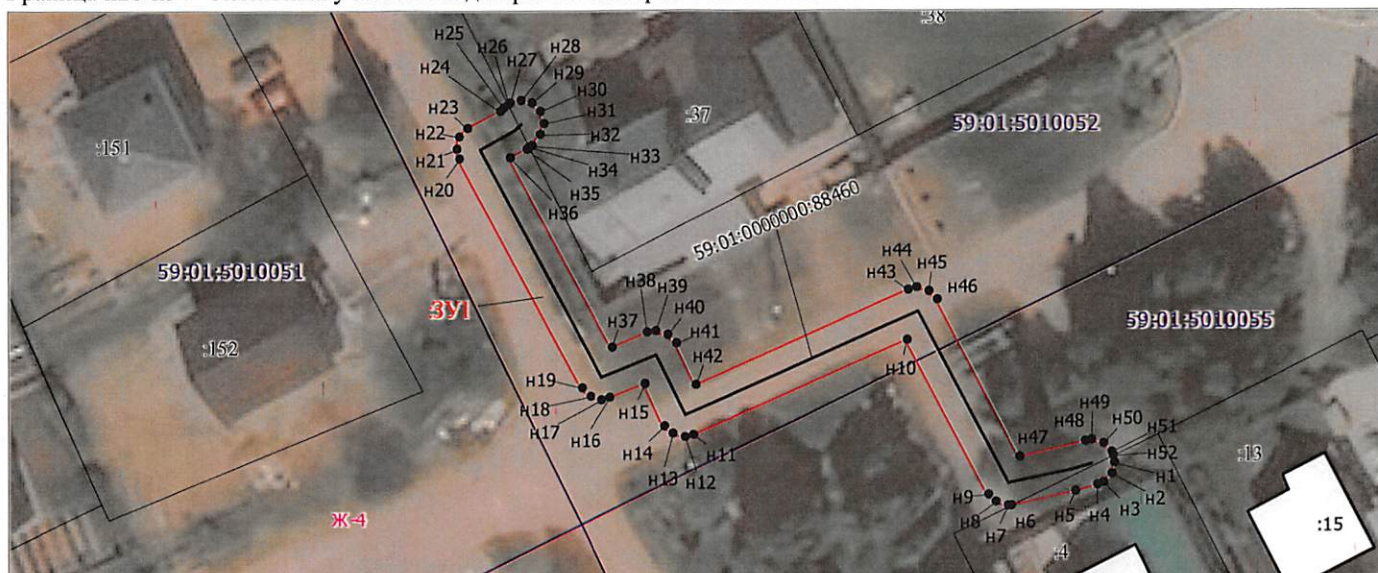 :38
н25
н26
н27
н28
н24
н29
н30
н23
н31
:37
н22
н32
59:01:5010052
:151
н21
н33
н20
н34
н35
н36
59:01:0000000:88460
59:01:5010051
н44
н45
н43
н46
ЗУ1
н38
н39
59:01:5010055
н40
н37
н41
:152
н42
н10
н19
н18
н15
н17
н16
н49
н48
н50
н14
н51
н47
н52
н13
н11
:13
н12
н1
н9
н2
н8
н6
н5
н4
н3
н7
Ж-4
:15
:4